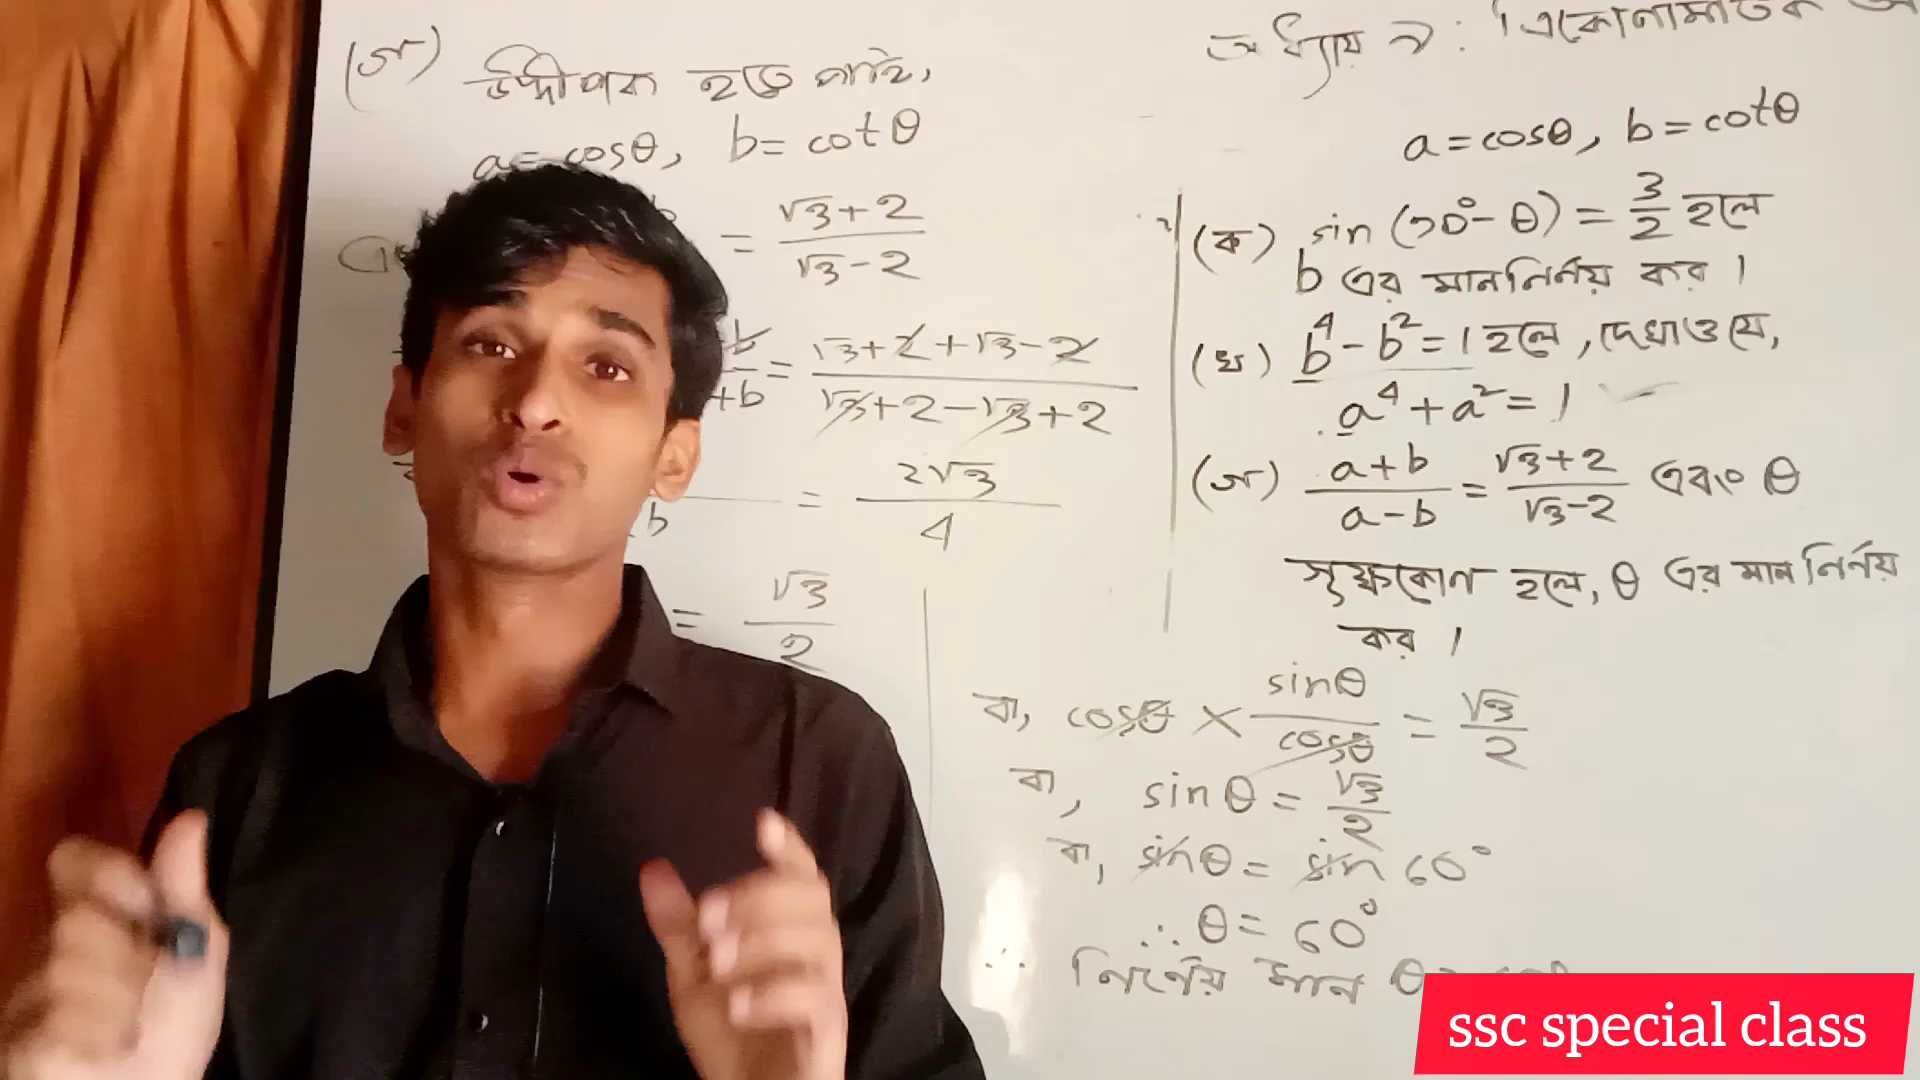 (গ) উদ্দীপক হতে পাই,
a = cosθ, b = cotθ
= √3+2 / √3-2
b / +b = √3+2+√3-2 / √3+2-√3+2
b = 2√3 / 4
= √3 / 2
অধ্যায় ৯: ত্রিকোনামিতিক
a = cosθ, b = cotθ
(ক) sin (90°- θ) = 3/2 হলে
b এর মান নির্নয় কর।
(খ) b⁴ - b² = 1 হলে, দেখাও যে,
a⁴ + a² = 1
(গ) a+b / a-b = √3+2 / √3-2 এবং θ
সূক্ষ্মকোন হলে, θ এর মান নির্নয়
কর।
বা, cosθ × sinθ / cosθ = √3 / 2
বা, sinθ = √3 / 2
বা, sinθ = sin 60°
∴ θ = 60°
∴ নির্ণেয় মান θ =
ssc special class